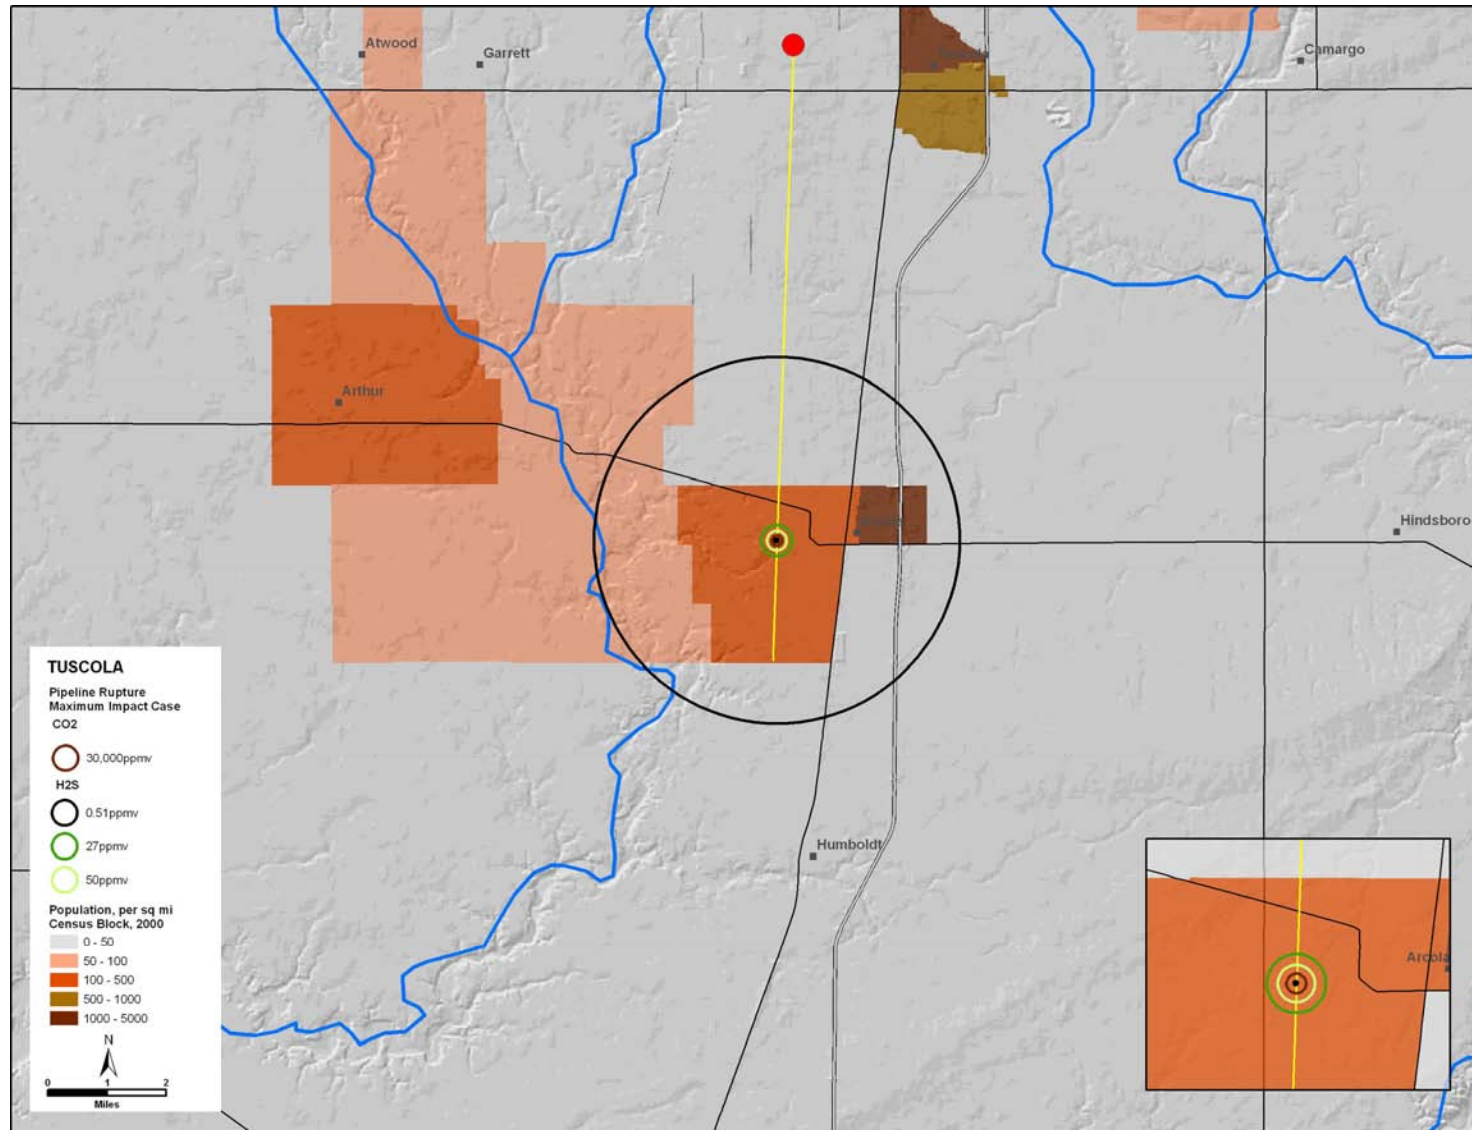 Atwood
Garrett
Camargo
Arthur
Hindsboro
Humboldt
TUSCOLA
Pipeline Rupture
Maximum Impact Case
CO2
30,000ppmv
H2S
0.51ppmv
27ppmv
50ppmv
Population, per sq mi
Census Block, 2000
0 - 50
50 - 100
100 - 500
500 - 1000
1000 - 5000
N
0 1 2
Miles
Arcola